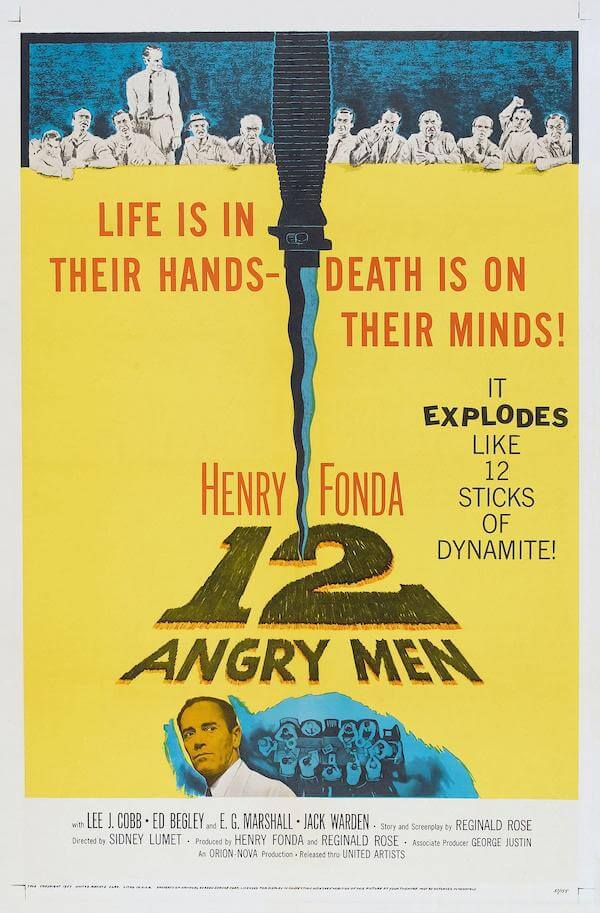 LIFE IS IN
THEIR HANDS-
DEATH IS ON
THEIR MINDS!
IT
EXPLODES
LIKE
12
STICKS
OF
DYNAMITE!
HENRY FONDA
12
ANGRY MEN
with LEE J. COBB • ED BEGLEY and E. G. MARSHALL • JACK WARDEN • Story and Screenplay by REGINALD ROSE
Directed by SIDNEY LUMET • Produced by HENRY FONDA and REGINALD ROSE • Associate Producer GEORGE JUSTIN
An ORION-NOVA Production • Released thru UNITED ARTISTS
57/155